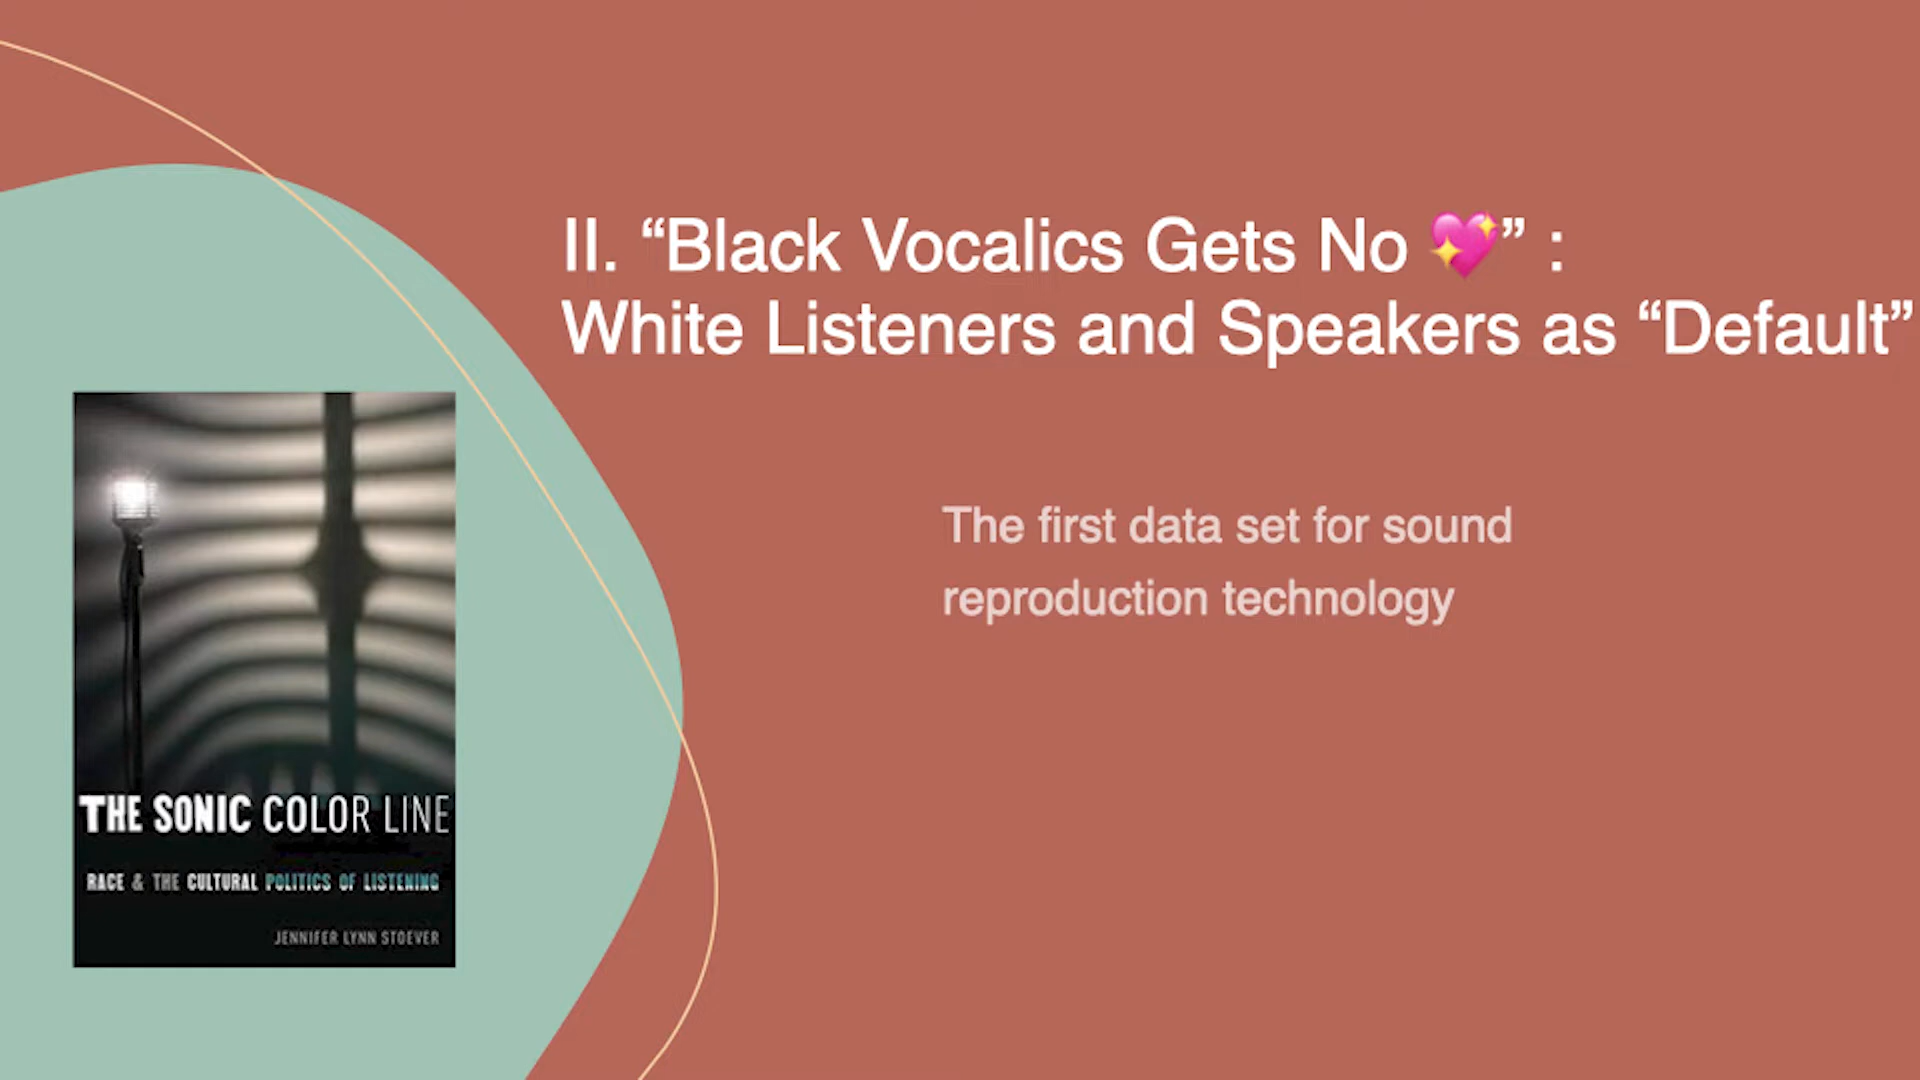 II. “Black Vocalics Gets No 💖” :
White Listeners and Speakers as “Default”
The first data set for sound
reproduction technology
THE SONIC COLOR LINE
RACE & THE CULTURAL POLITICS OF LISTENING
JENNIFER LYNN STOEVER